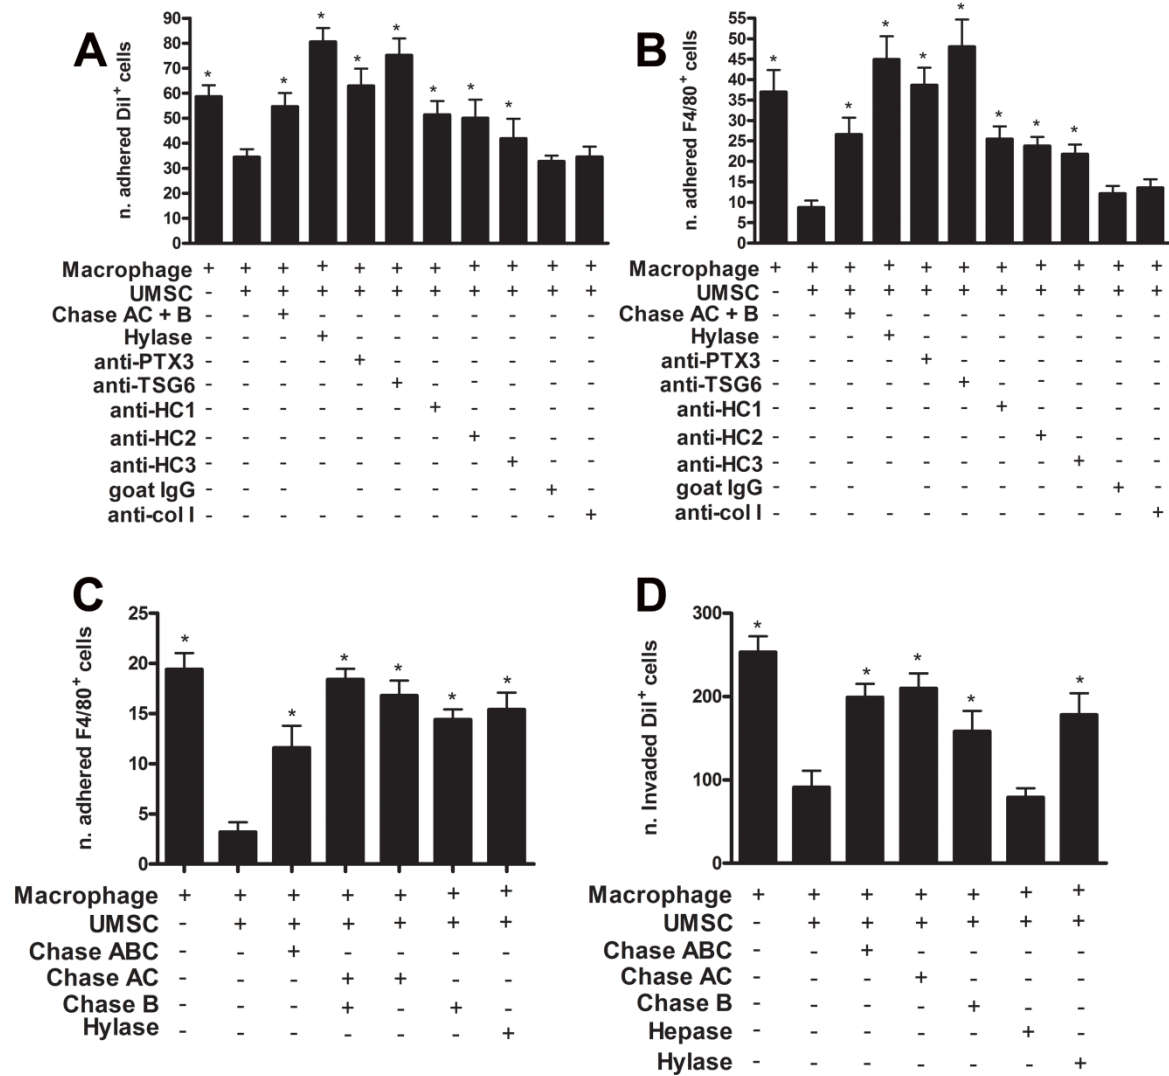 A
n. adhered DiI⁺ cells
90
80
70
60
50
40
30
20
10
0
* * * * * * * *
Macrophage + + + + + + + + + + +
UMSC - + + + + + + + + + +
Chase AC + B - - + - - - - - - - -
Hylase - - - + - - - - - - -
anti-PTX3 - - - - + - - - - - -
anti-TSG6 - - - - - + - - - - -
anti-HC1 - - - - - - + - - - -
anti-HC2 - - - - - - - + - - -
anti-HC3 - - - - - - - - + - -
goat IgG - - - - - - - - - + -
anti-col I - - - - - - - - - - +
B
n. adhered F4/80⁺ cells
55
50
45
40
35
30
25
20
15
10
5
0
* * * * * * * *
Macrophage + + + + + + + + + + +
UMSC - + + + + + + + + + +
Chase AC + B - - + - - - - - - - -
Hylase - - - + - - - - - - -
anti-PTX3 - - - - + - - - - - -
anti-TSG6 - - - - - + - - - - -
anti-HC1 - - - - - - + - - - -
anti-HC2 - - - - - - - + - - -
anti-HC3 - - - - - - - - + - -
goat IgG - - - - - - - - - + -
anti-col I - - - - - - - - - - +
C
n. adhered F4/80⁺ cells
25
20
15
10
5
0
* * * * * *
Macrophage + + + + + + +
UMSC - + + + + + +
Chase ABC - - + - - - -
Chase AC - - - + + - -
Chase B - - - + - + -
Hylase - - - - - - +
D
n. Invaded DiI⁺ cells
300
200
100
0
* * * * *
Macrophage + + + + + + +
UMSC - + + + + + +
Chase ABC - - + - - - -
Chase AC - - - + - - -
Chase B - - - - + - -
Hepase - - - - - + -
Hylase - - - - - - +